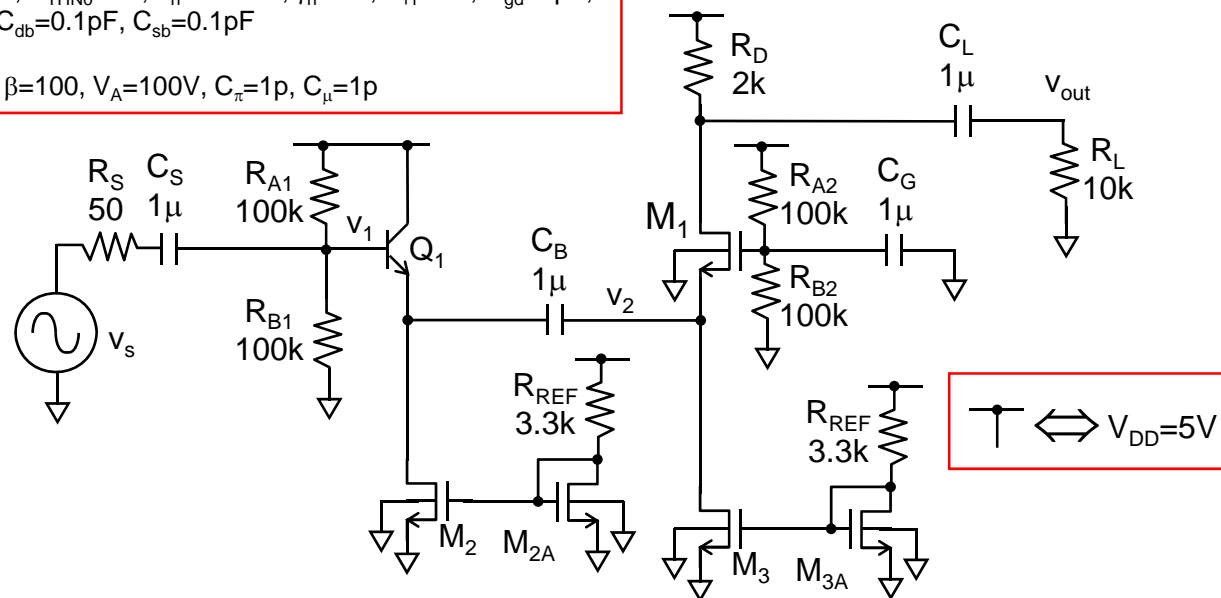 C_db=0.1pF, C_sb=0.1pF
β=100, V_A=100V, C_π=1p, C_μ=1p
R_D
2k
C_L
1μ
v_out
R_L
10k
R_S
50
C_S
1μ
R_A1
100k
v_1
Q_1
R_B1
100k
v_s
C_B
1μ
v_2
M_1
R_A2
100k
C_G
1μ
R_B2
100k
R_REF
3.3k
M_2
M_2A
R_REF
3.3k
M_3
M_3A
V_DD=5V